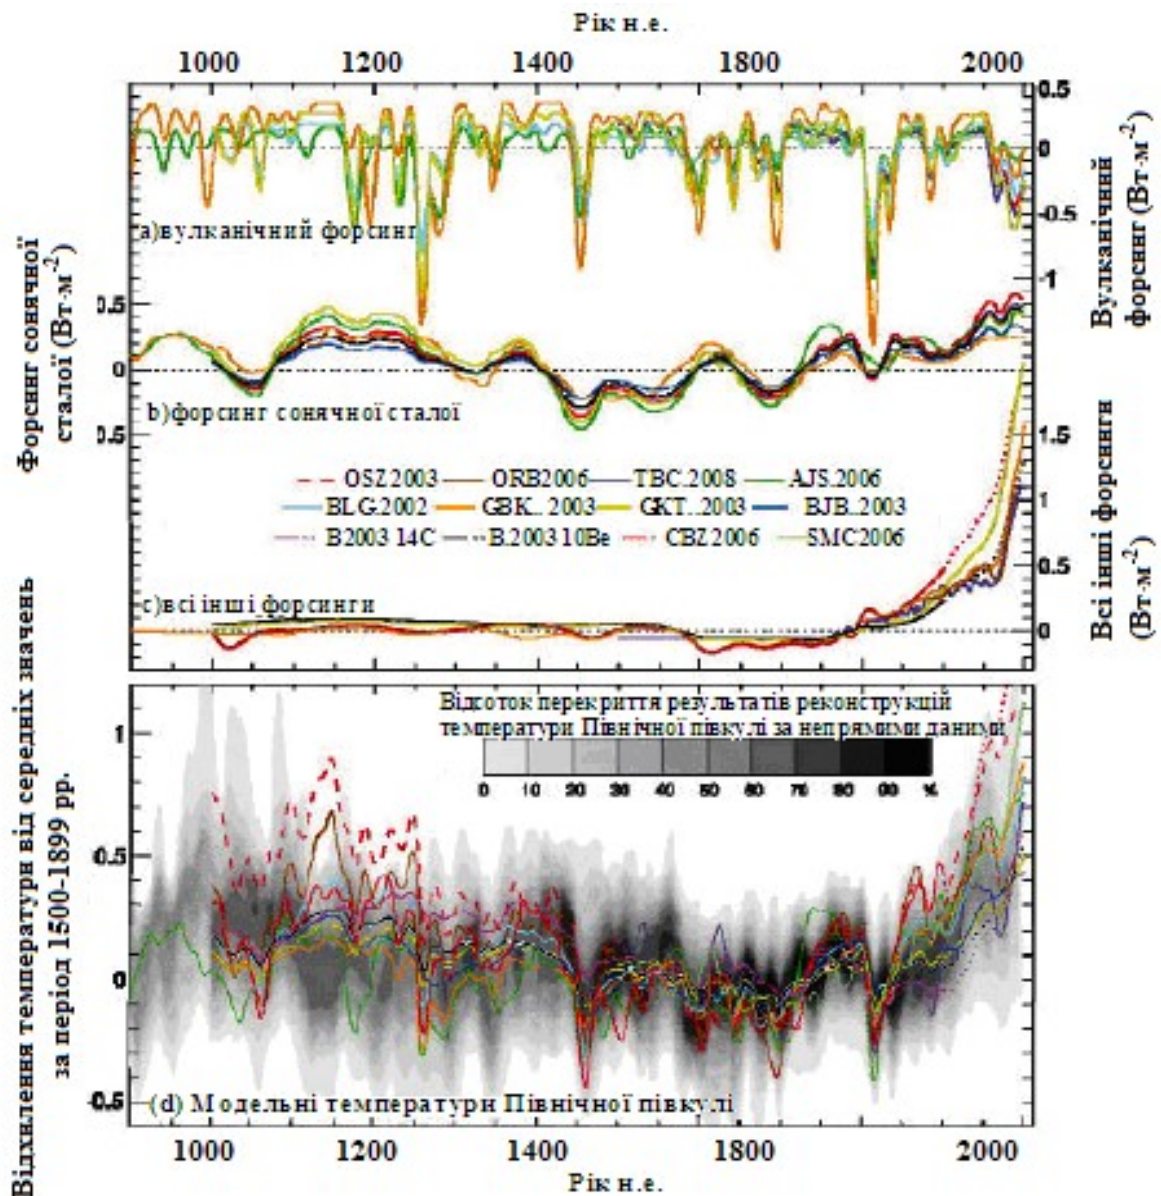 Рік н.е.
1000 1200 1400 1800 2000
Форсинг сонячної
сталої (Вт·м-2)
0.5
0
-0.5
-1
Вулканічний
форсинг (Вт·м-2)
а)вулканічний форсинг
0.5
0
0.5
b)форсинг сонячної сталої
OSZ2003 ORB2006 TBC.2008 AJS.2006
BLG.2002 GBK..2003 GKT..2003 BJB..2003
B2003 14C B.2003 10Be CBZ2006 SMC2006
c)всі інші форсинги
1.5
1
0.5
0
Всі інші форсинги
(Вт·м-2)
Відхилення температури від середніх значень
за період 1500-1899 рр.
Відсоток перекриття результатів реконструкцій
температури Північної півкулі за непрямими даними
0 10 20 30 40 50 60 70 80 90 %
1
0.5
0
-0.5
(d) Модельні температури Північної півкулі
1000 1200 1400 1800 2000
Рік н.е.